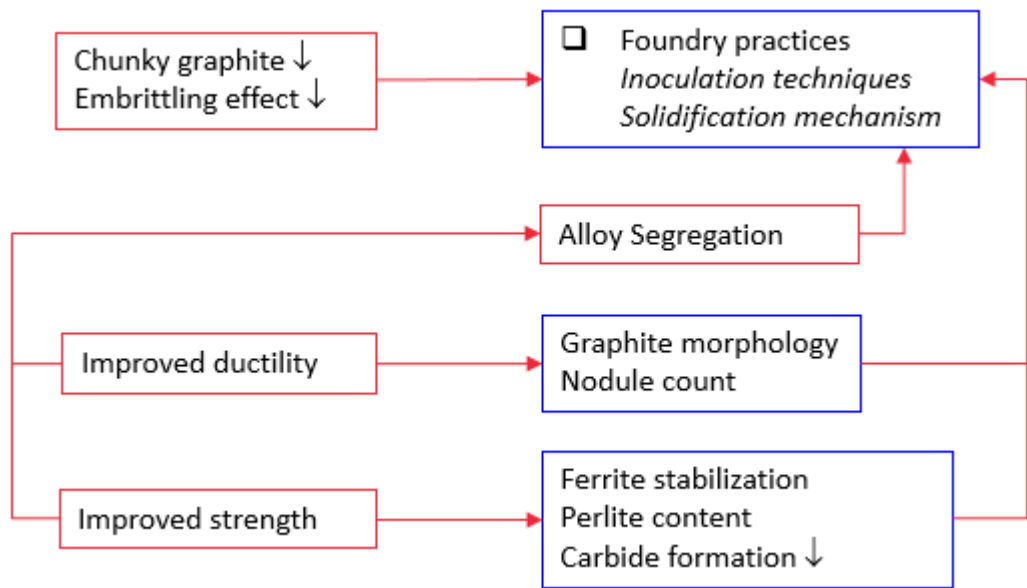 Chunky graphite ↓
Embrittling effect ↓
❑ Foundry practices
Inoculation techniques
Solidification mechanism
Alloy Segregation
Improved ductility
Graphite morphology
Nodule count
Improved strength
Ferrite stabilization
Perlite content
Carbide formation ↓